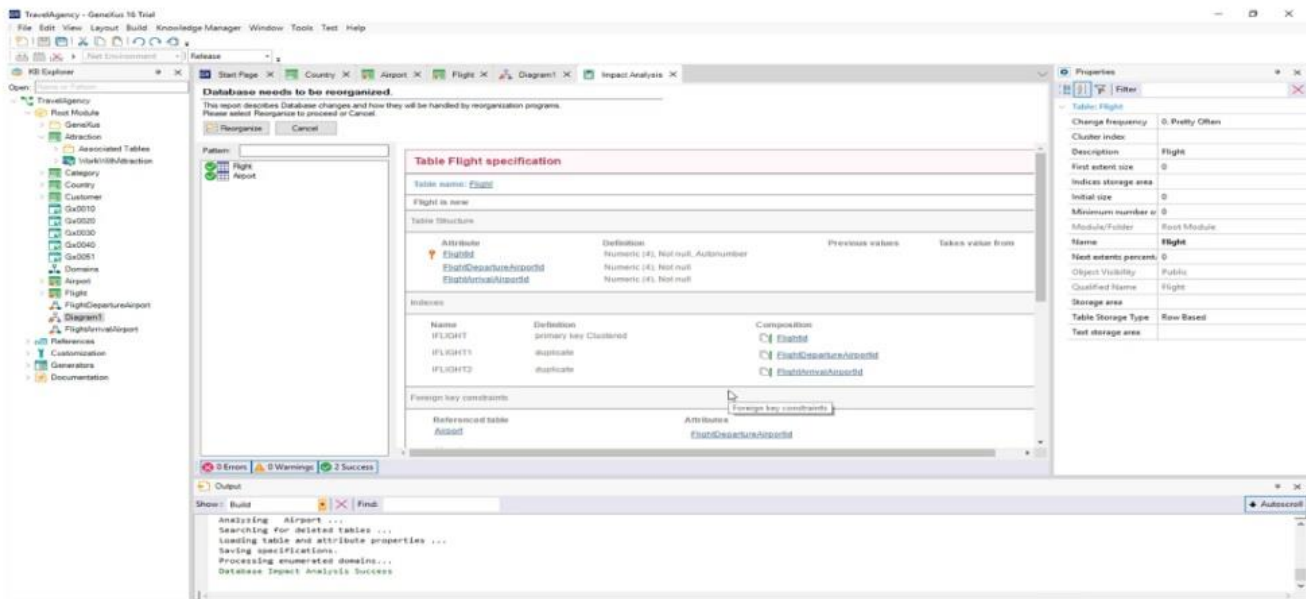 TravelAgency - GeneXus 16 Trial
File Edit View Layout Build Knowledge Manager Window Tools Test Help
.Net Environment Release
KB Explorer
Start Page Country Airport Flight Diagram1 Impact Analysis
Properties
Open: Name or Pattern
Filter
TravelAgency
Root Module
GeneXus
Attraction
Associated Tables
WorkWithAttraction
Category
Country
Customer
Gx0010
Gx0020
Gx0030
Gx0040
Gx0051
Domains
Airport
Flight
FlightDepartureAirport
Diagram1
FlightArrivalAirport
References
Customization
Generators
Documentation
Database needs to be reorganized.
This report describes Database changes and how they will be handled by reorganization programs.
Please select Reorganize to proceed or Cancel.
Reorganize Cancel
Pattern:
Flight
Airport
Table Flight specification
Table name: Flight
Flight is new
Table Structure
Attribute Definition Previous values Takes value from
FlightId Numeric (4), Not null, Autonumber
FlightDepartureAirportId Numeric (4), Not null
FlightArrivalAirportId Numeric (4), Not null
Indexes
Name Definition Composition
IFLIGHT primary key Clustered FlightId
IFLIGHT1 duplicate FlightDepartureAirportId
IFLIGHT2 duplicate FlightArrivalAirportId
Foreign key constraints
Foreign key constraints
Referenced table Attributes
Airport FlightDepartureAirportId
0 Errors 0 Warnings 2 Success
Table: Flight
Change frequency 0. Pretty Often
Cluster index
Description Flight
First extent size 0
Indices storage area
Initial size 0
Minimum number o 0
Module/Folder Root Module
Name Flight
Next extents percent 0
Object Visibility Public
Qualified Name Flight
Storage area
Table Storage Type Row Based
Text storage area
Output
Show: Build Find: Autoscroll
Analyzing Airport ...
Searching for deleted tables ...
Loading table and attribute properties ...
Saving specifications.
Processing enumerated domains...
Database Impact Analysis Success